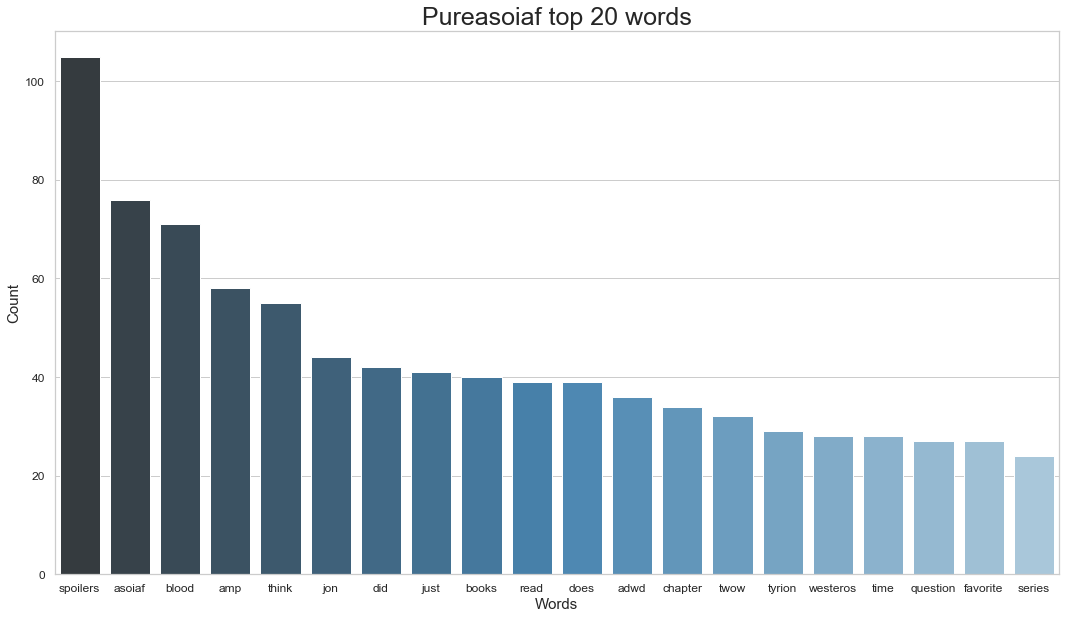 Pureasoiaf top 20 words
100
80
60
40
20
0
Count
spoilers asoiaf blood amp think jon did just books read does adwd chapter twow tyrion westeros time question favorite series
Words